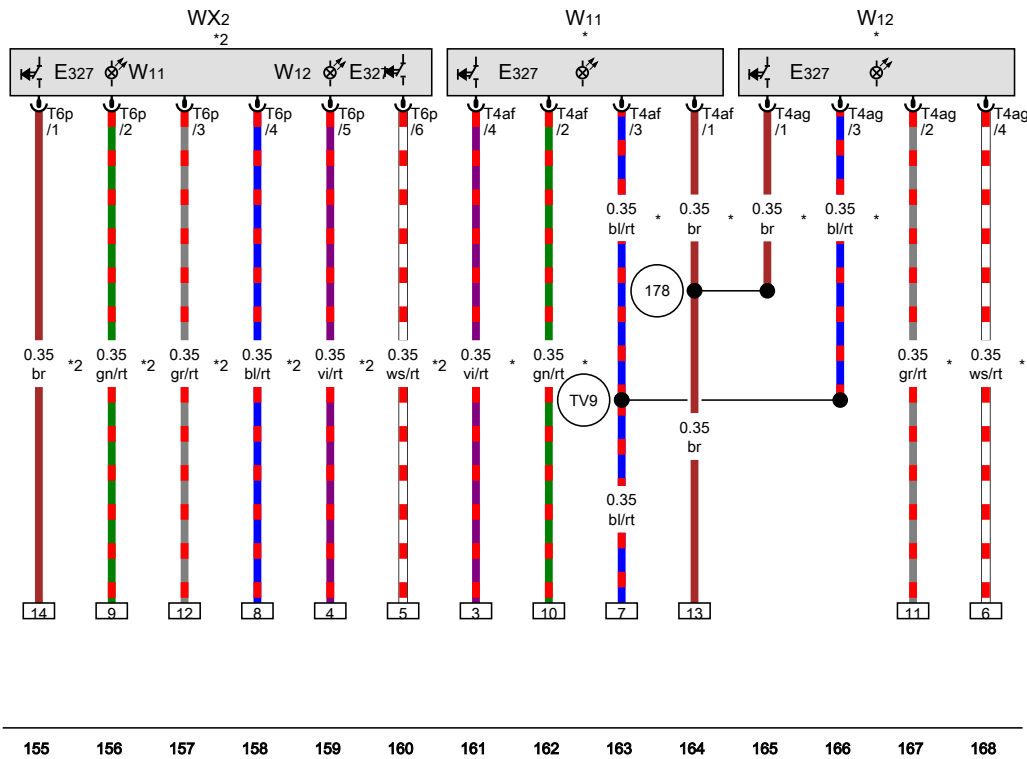 WX2 W11 W12
*2 * *
E327 W11 W12 E327 E327 E327
T6p T6p T6p T6p T6p T6p T4af T4af T4af T4af T4ag T4ag T4ag T4ag
/1 /2 /3 /4 /5 /6 /4 /2 /3 /1 /1 /3 /2 /4
0.35 * 0.35 * 0.35 * 0.35 *
bl/rt br br bl/rt
178
0.35 *2 0.35 *2 0.35 *2 0.35 *2 0.35 *2 0.35 *2 0.35 * 0.35 * 0.35 * 0.35 *
br gn/rt gr/rt bl/rt vi/rt ws/rt vi/rt gn/rt gr/rt ws/rt
TV9
0.35
br
0.35
bl/rt
14 9 12 8 4 5 3 10 7 13 11 6
155 156 157 158 159 160 161 162 163 164 165 166 167 168